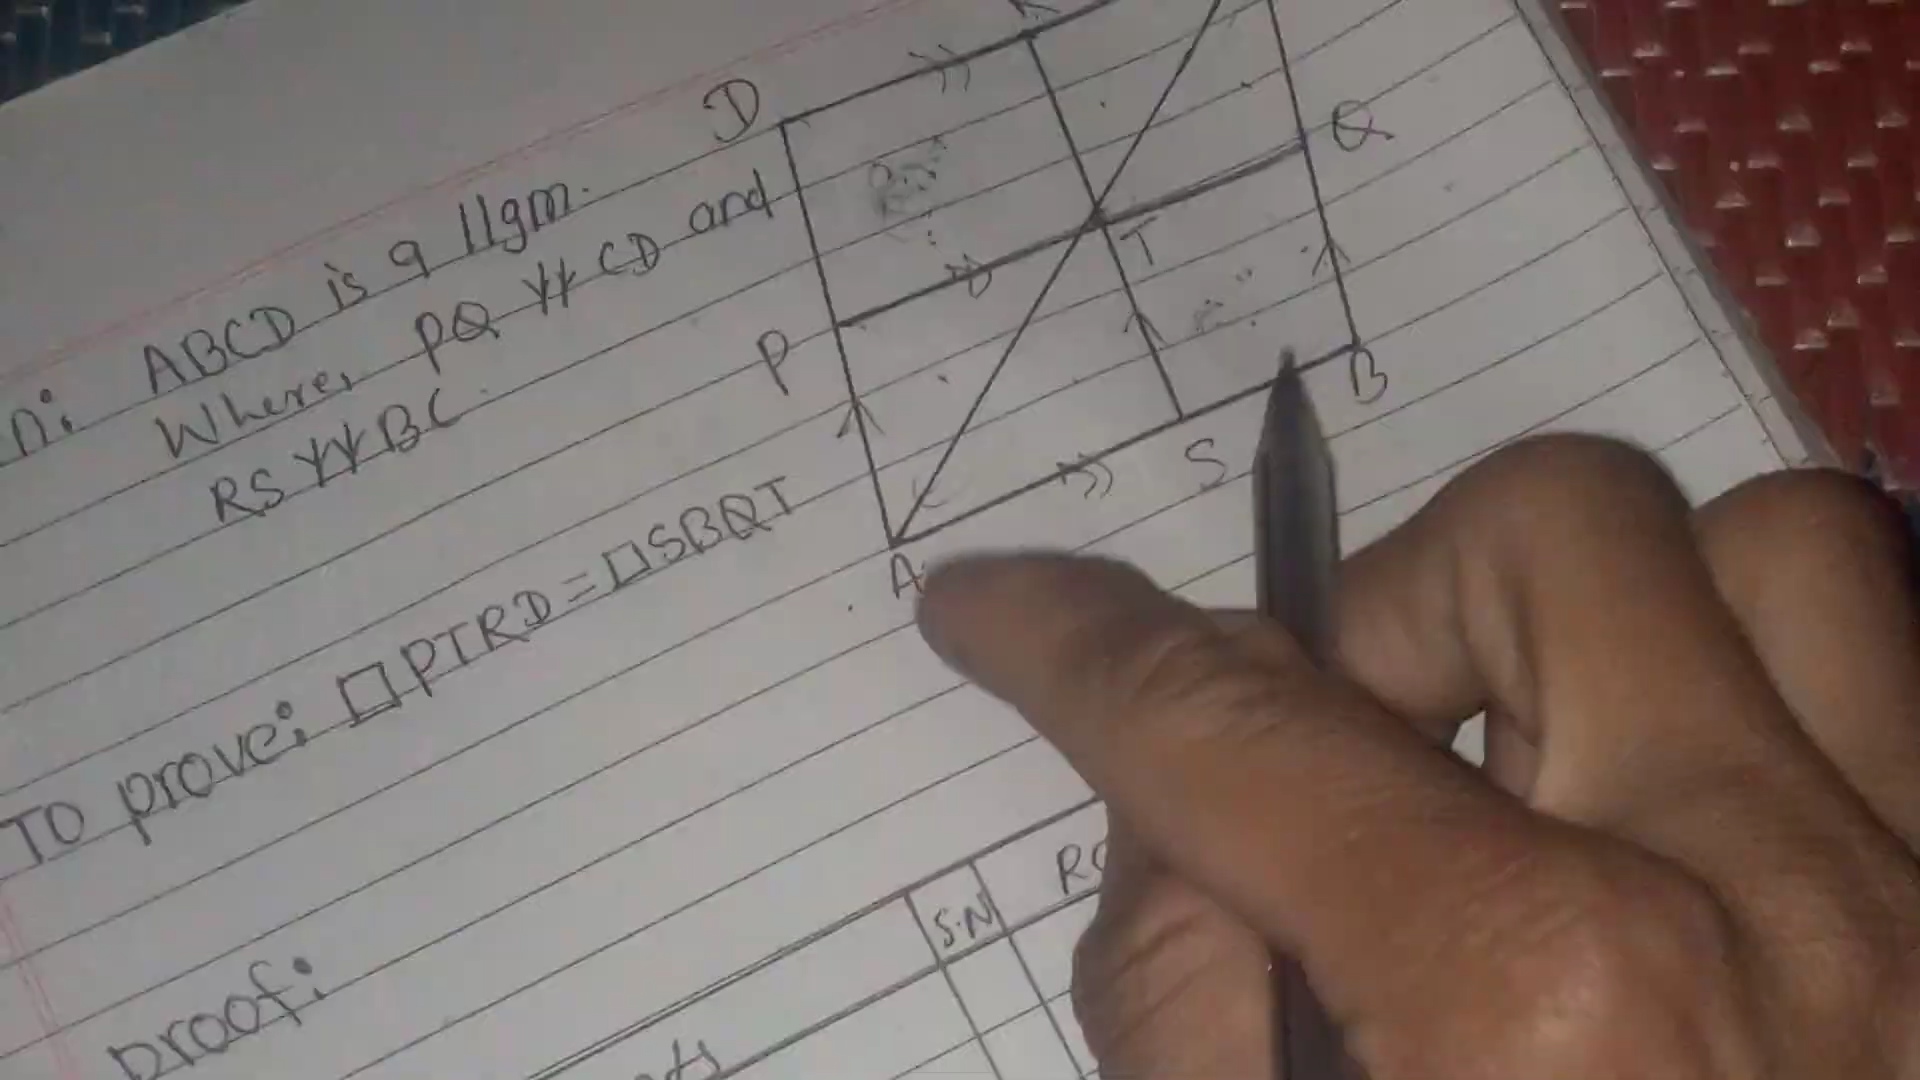 n: ABCD is a llgm.
Where, PQ ∥ CD and
RS ∥ BC.
To prove: □PTRD = □SBQT
proof:
S.N
D
R
Q
T
P
S
B
A